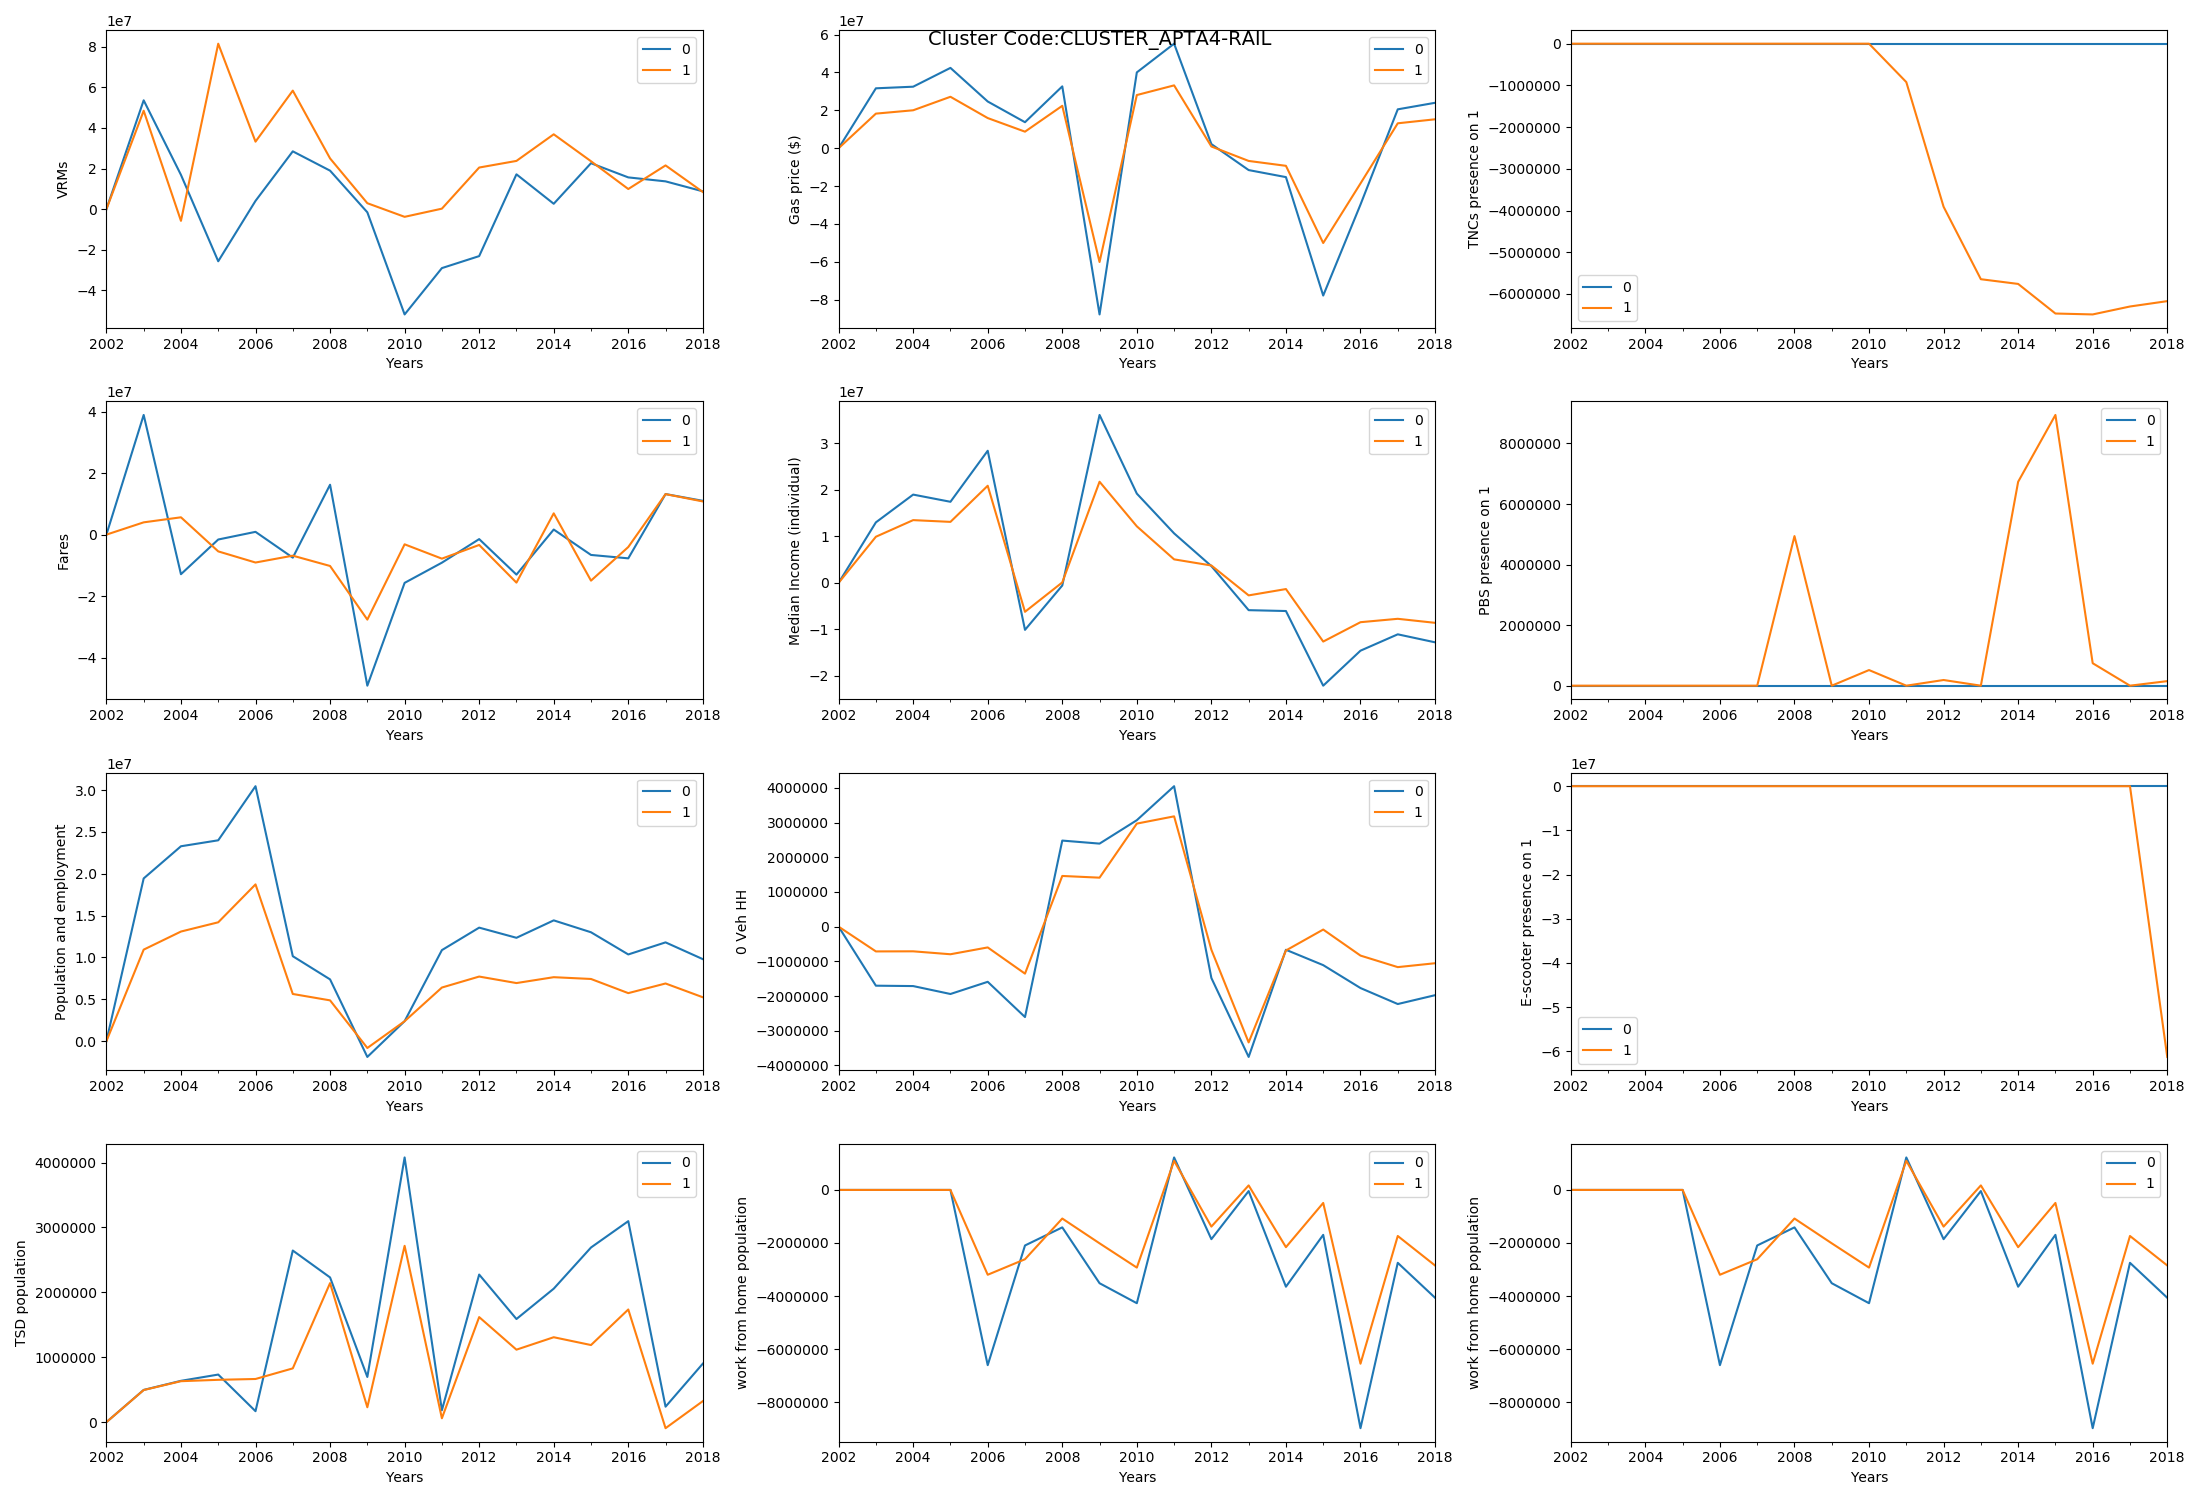 Cluster Code:CLUSTER_APTA4-RAIL
1e7
VRMs
8
6
4
2
0
−2
−4
0
1
2002 2004 2006 2008 2010 2012 2014 2016 2018
Years
1e7
Gas price ($)
6
4
2
0
−2
−4
−6
−8
0
1
2002 2004 2006 2008 2010 2012 2014 2016 2018
Years
TNCs presence on 1
0
−1000000
−2000000
−3000000
−4000000
−5000000
−6000000
0
1
2002 2004 2006 2008 2010 2012 2014 2016 2018
Years
1e7
Fares
4
2
0
−2
−4
0
1
2002 2004 2006 2008 2010 2012 2014 2016 2018
Years
1e7
Median Income (individual)
3
2
1
0
−1
−2
0
1
2002 2004 2006 2008 2010 2012 2014 2016 2018
Years
PBS presence on 1
8000000
6000000
4000000
2000000
0
0
1
2002 2004 2006 2008 2010 2012 2014 2016 2018
Years
1e7
Population and employment
3.0
2.5
2.0
1.5
1.0
0.5
0.0
0
1
2002 2004 2006 2008 2010 2012 2014 2016 2018
Years
0 Veh HH
4000000
3000000
2000000
1000000
0
−1000000
−2000000
−3000000
−4000000
0
1
2002 2004 2006 2008 2010 2012 2014 2016 2018
Years
1e7
E-scooter presence on 1
0
−1
−2
−3
−4
−5
−6
0
1
2002 2004 2006 2008 2010 2012 2014 2016 2018
Years
TSD population
4000000
3000000
2000000
1000000
0
0
1
2002 2004 2006 2008 2010 2012 2014 2016 2018
Years
work from home population
0
−2000000
−4000000
−6000000
−8000000
0
1
2002 2004 2006 2008 2010 2012 2014 2016 2018
Years
work from home population
0
−2000000
−4000000
−6000000
−8000000
0
1
2002 2004 2006 2008 2010 2012 2014 2016 2018
Years